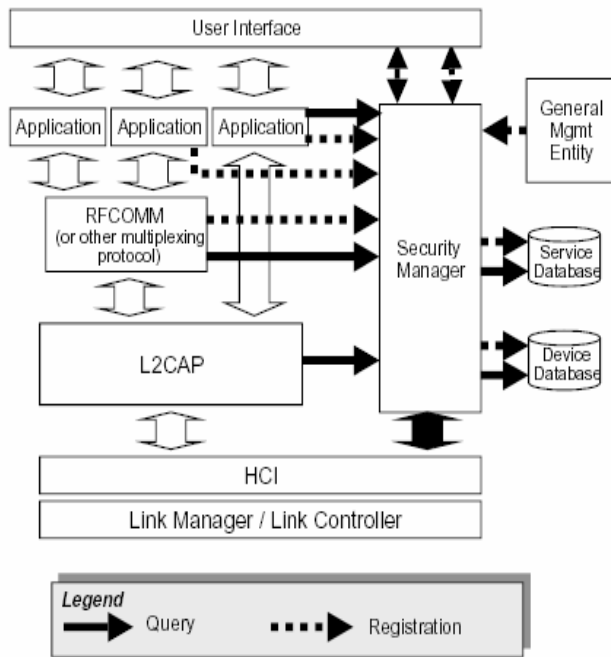 User Interface
Application
Application
Application
General
Mgmt
Entity
RFCOMM
(or other multiplexing
protocol)
Security
Manager
Service
Database
L2CAP
Device
Database
HCI
Link Manager / Link Controller
Legend
Query
Registration